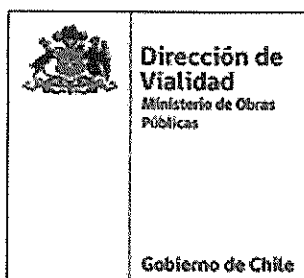 Dirección de
Vialidad
Ministerio de Obras
Públicas
Gobierno de Chile